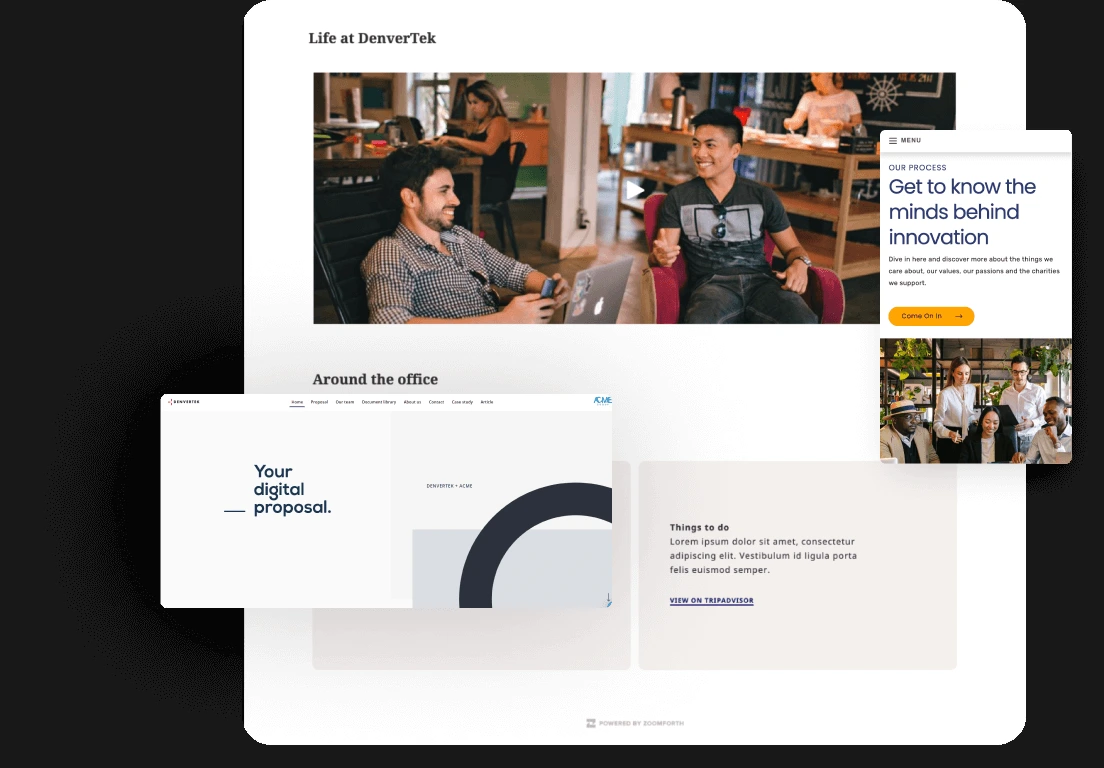 Life at DenverTek
MENU
OUR PROCESS
Get to know the
minds behind
innovation
Dive in here and discover more about the things we
care about, our values, our passions and the charities
we support.
Come On In →
Around the office
DENVERTEK
Home Proposal Our team Document library About us Contact Case study Article
ACME
Your
digital
proposal.
DENVERTEK + ACME
Things to do
Lorem ipsum dolor sit amet, consectetur
adipiscing elit. Vestibulum id ligula porta
felis euismod semper.
VIEW ON TRIPADVISOR
POWERED BY ZOOMFORTH